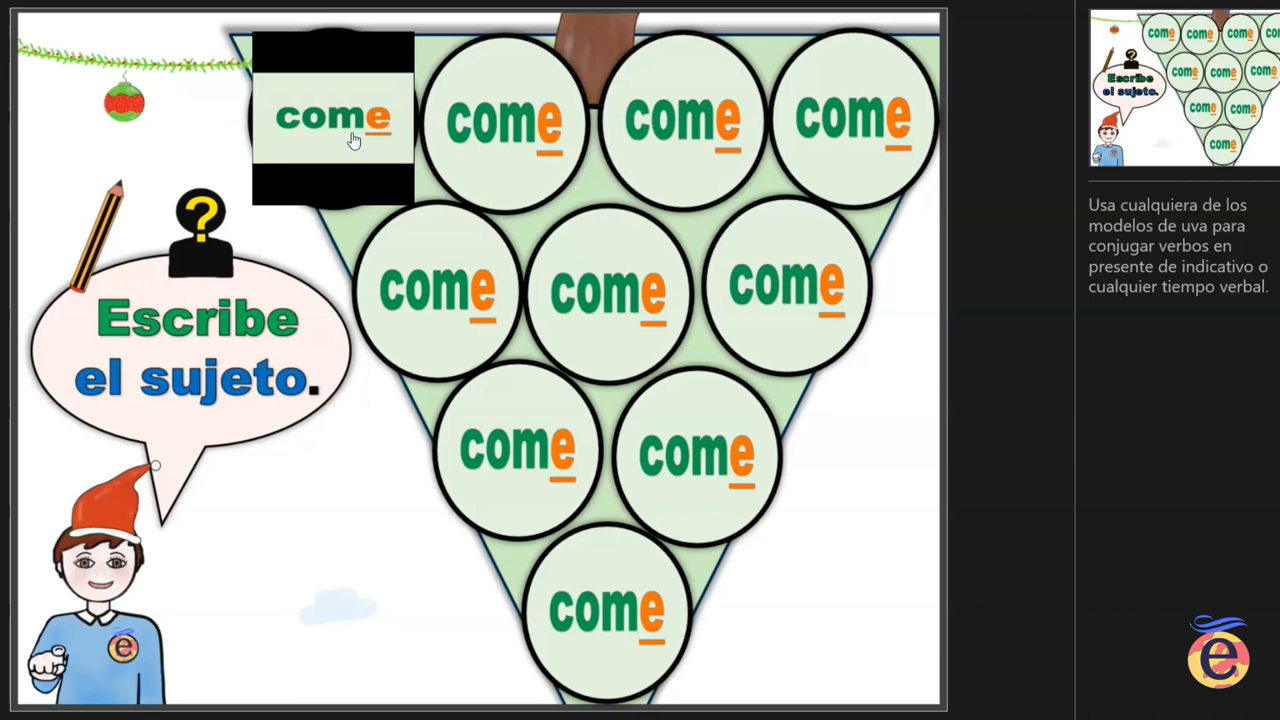 come
come
come
come
come
come
come
come
come
come
?
Escribe
el sujeto.
e
come
come
come
come
come
come
come
come
come
?
Escribe
el sujeto.
Usa cualquiera de los
modelos de uva para
conjugar verbos en
presente de indicativo o
cualquier tiempo verbal.
e